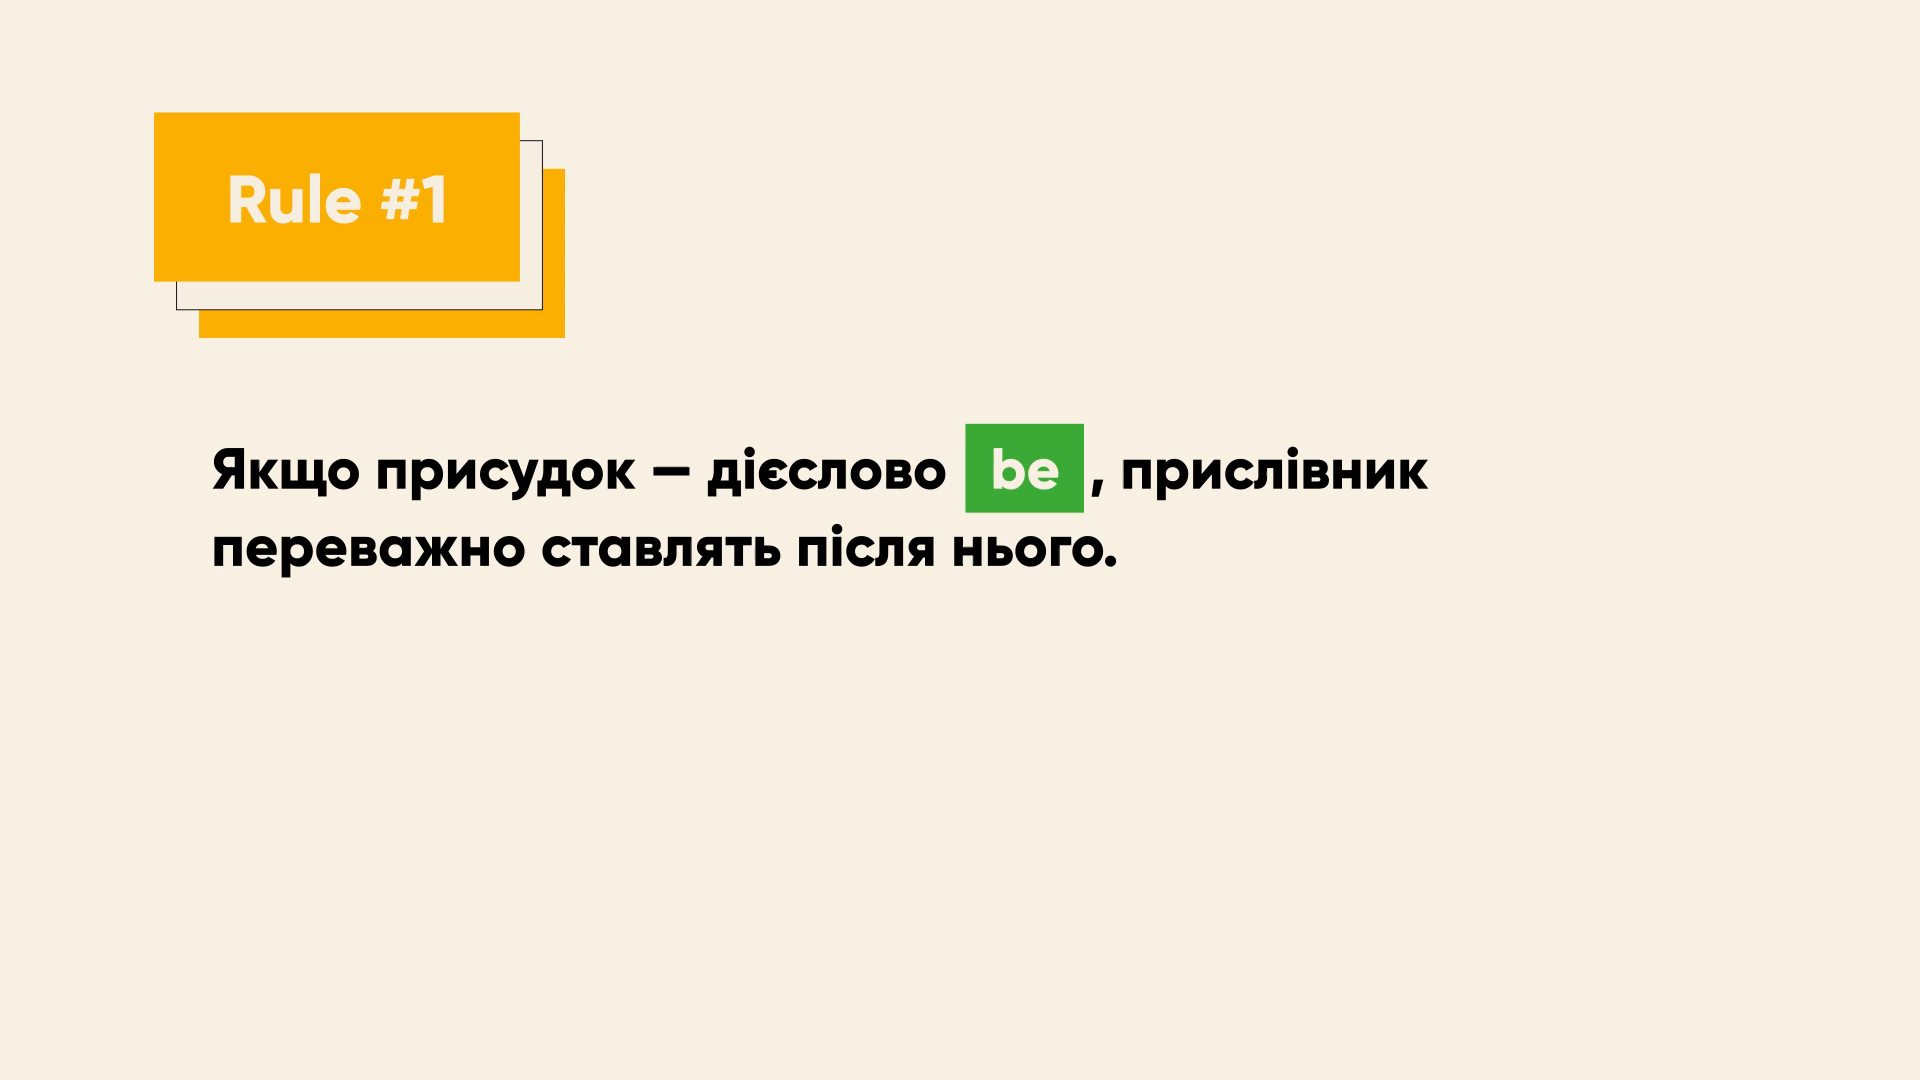 Rule #1
Якщо присудок — дієслово be, прислівник
переважно ставлять після нього.